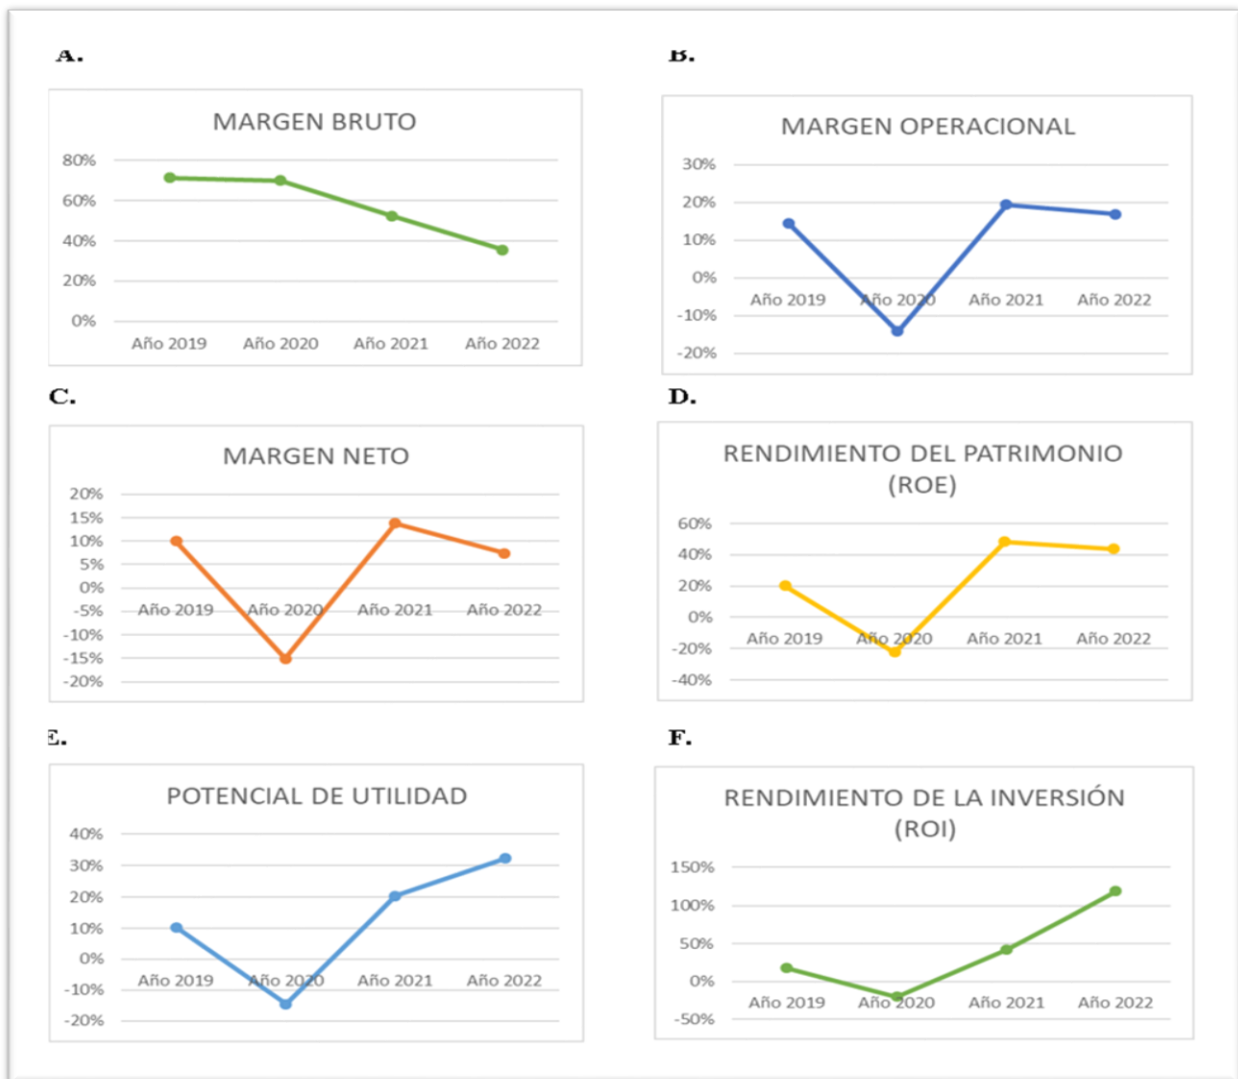 A.
B.
MARGEN BRUTO
80%
60%
40%
20%
0%
Año 2019 Año 2020 Año 2021 Año 2022
MARGEN OPERACIONAL
30%
20%
10%
0%
Año 2019 Año 2020 Año 2021 Año 2022
-10%
-20%
C.
D.
MARGEN NETO
20%
15%
10%
5%
0%
-5%
Año 2019 Año 2020 Año 2021 Año 2022
-10%
-15%
-20%
RENDIMIENTO DEL PATRIMONIO
(ROE)
60%
40%
20%
0%
Año 2019 Año 2020 Año 2021 Año 2022
-20%
-40%
E.
F.
POTENCIAL DE UTILIDAD
40%
30%
20%
10%
0%
Año 2019 Año 2020 Año 2021 Año 2022
-10%
-20%
RENDIMIENTO DE LA INVERSIÓN
(ROI)
150%
100%
50%
0%
Año 2019 Año 2020 Año 2021 Año 2022
-50%